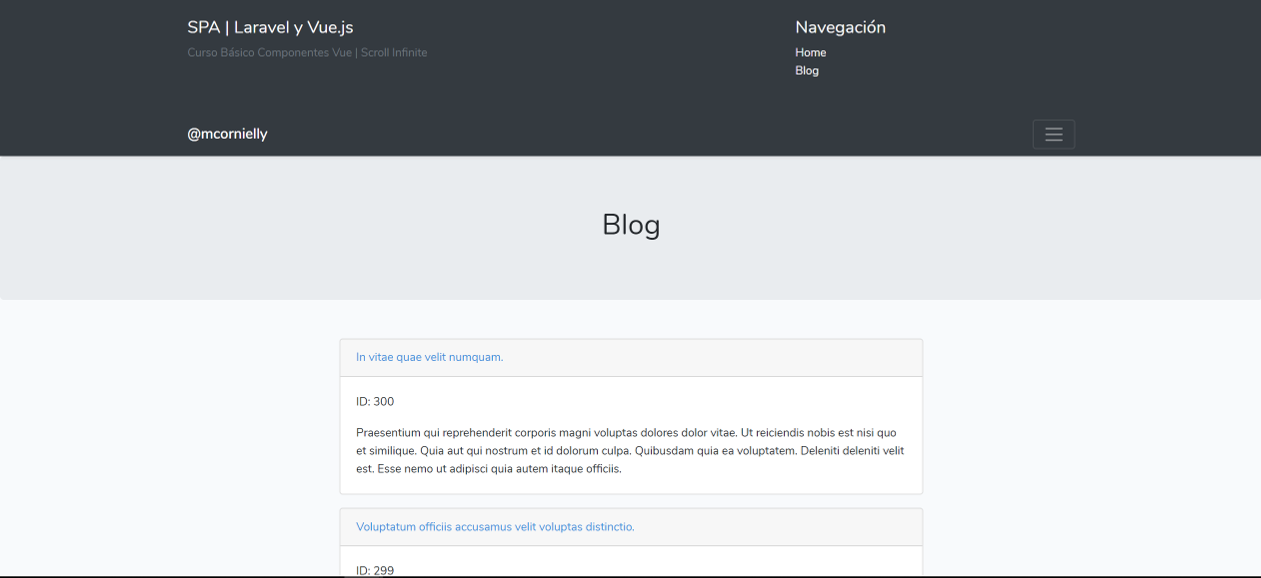 SPA | Laravel y Vue.js
Curso Básico Componentes Vue | Scroll Infinite
Navegación
Home
Blog
@mcornielly
Blog
In vitae quae velit numquam.
ID: 300
Praesentium qui reprehenderit corporis magni voluptas dolores dolor vitae. Ut reiciendis nobis est nisi quo
et similique. Quia aut qui nostrum et id dolorum culpa. Quibusdam quia ea voluptatem. Deleniti deleniti velit
est. Esse nemo ut adipisci quia autem itaque officiis.
Voluptatum officiis accusamus velit voluptas distinctio.
ID: 299